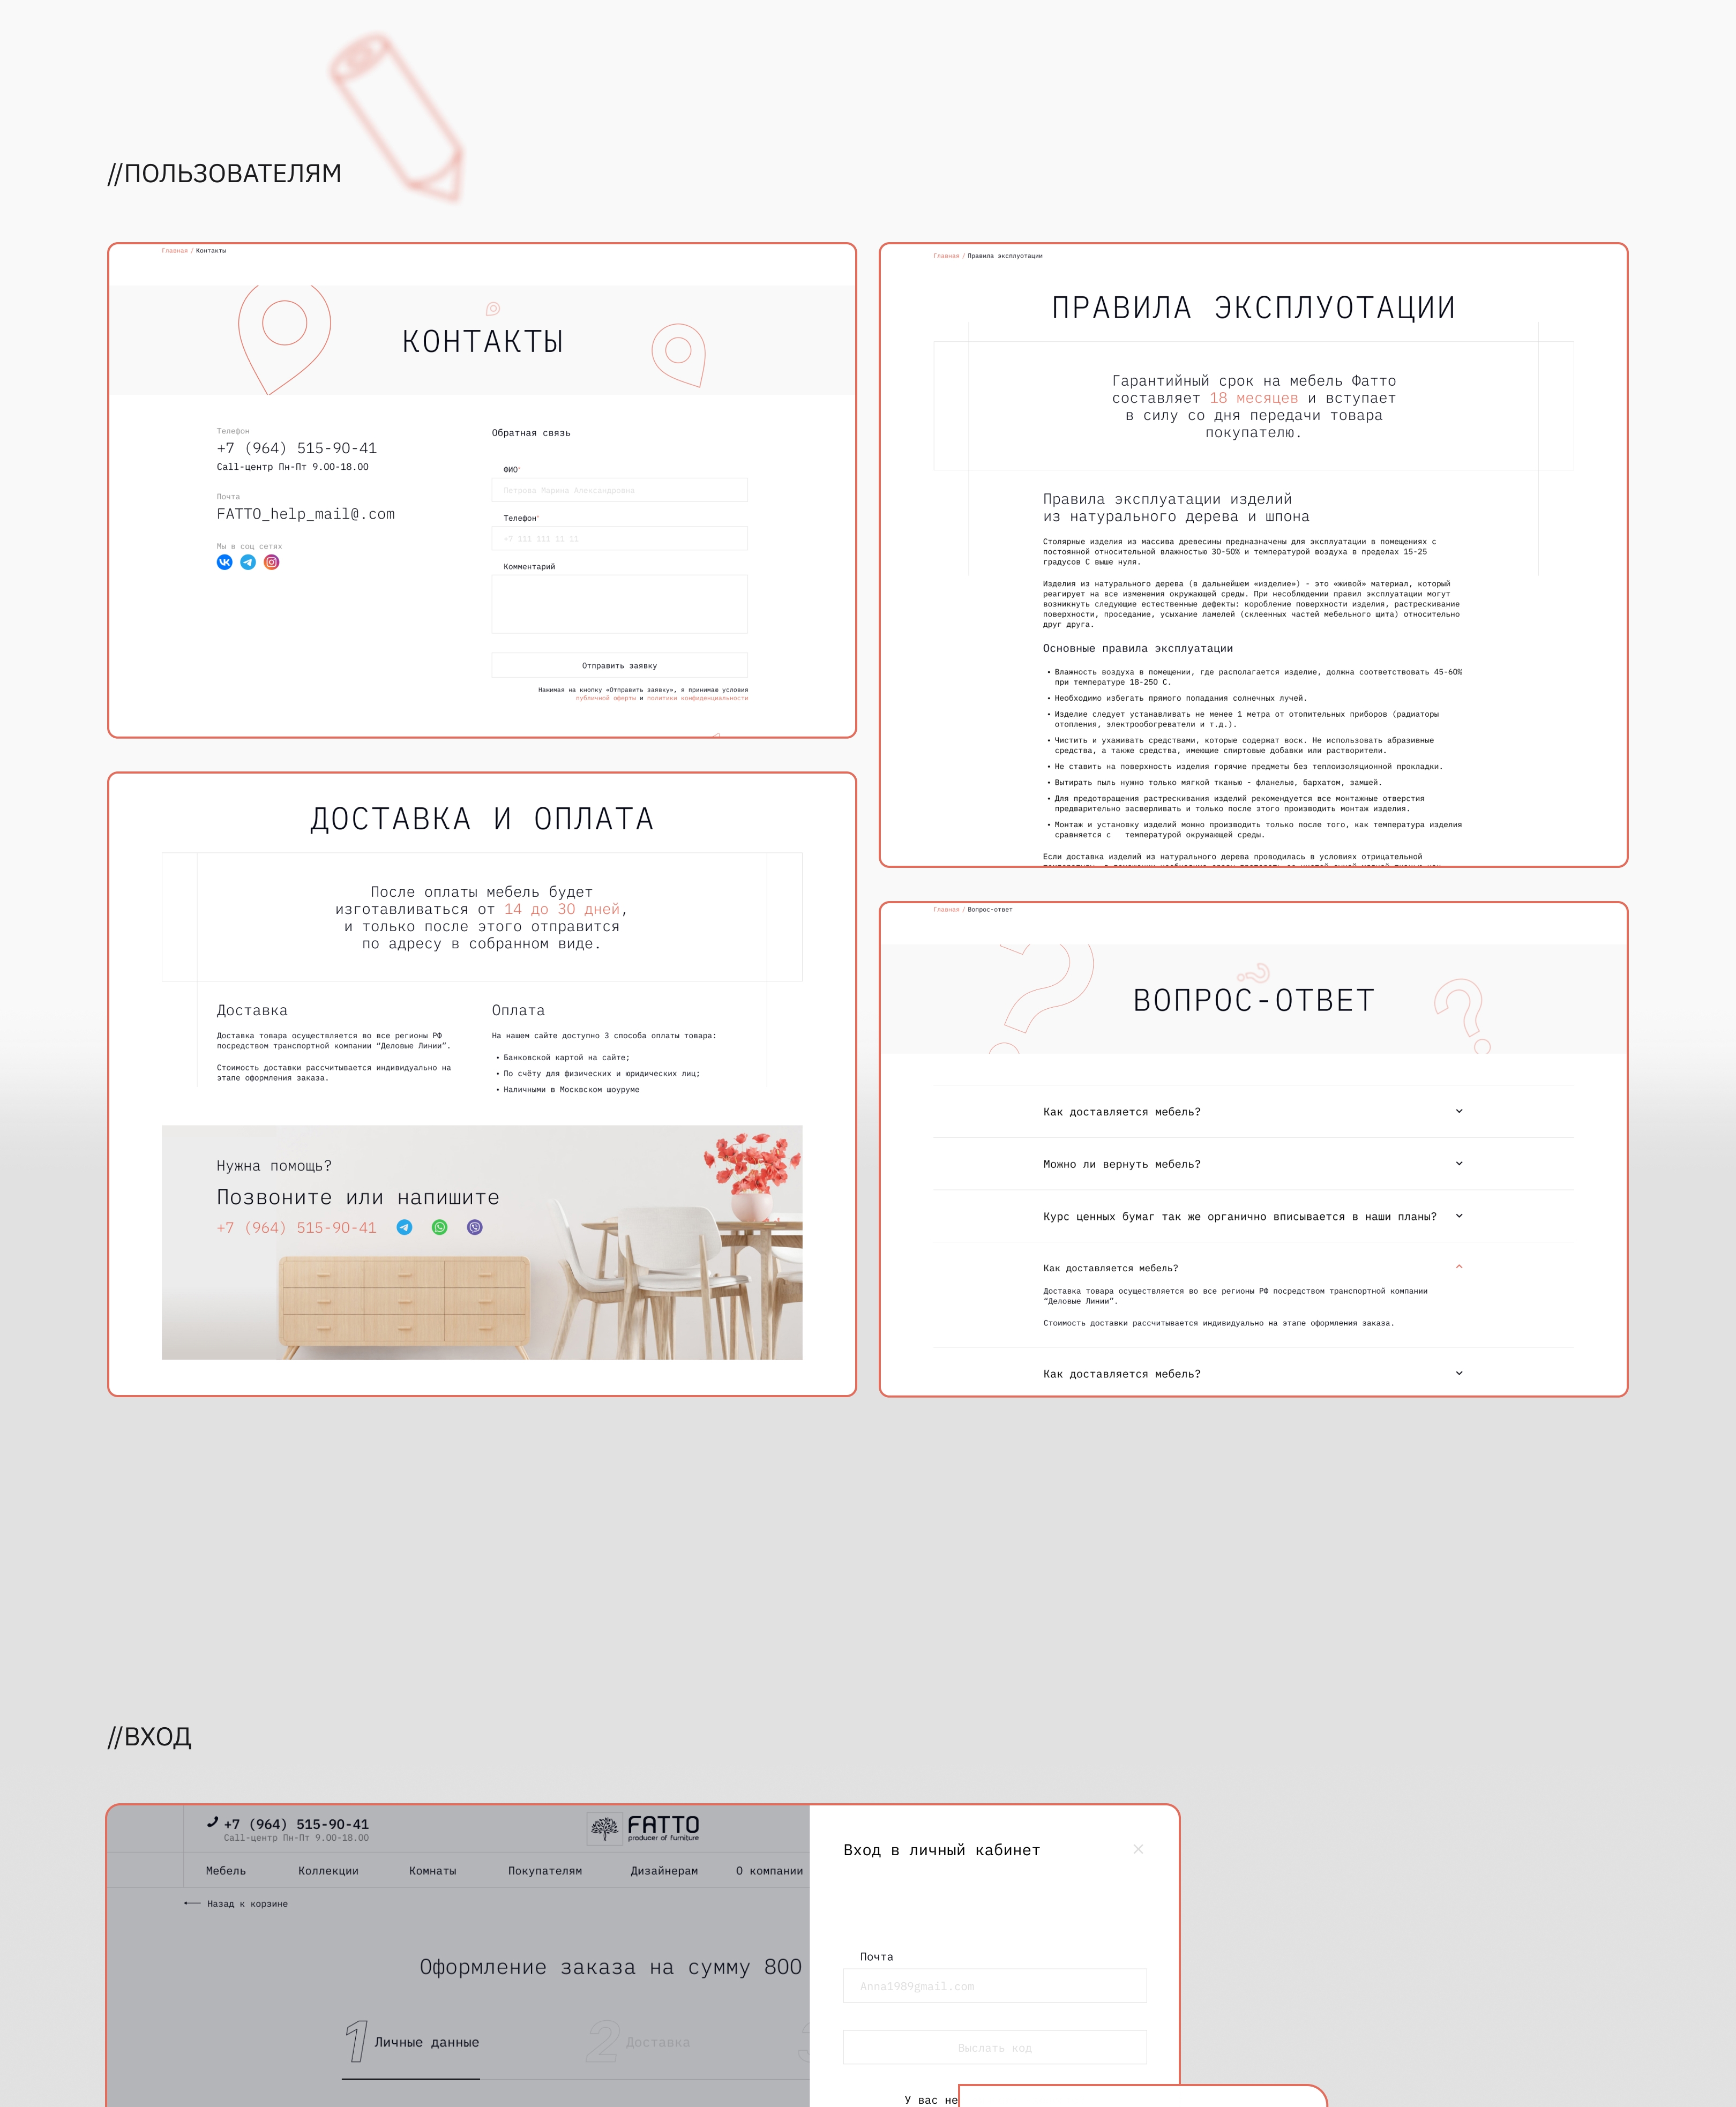 //ПОЛЬЗОВАТЕЛЯМ
Главная / Контакты
КОНТАКТЫ
Телефон
+7 (964) 515-90-41
Call-центр Пн-Пт 9.00-18.00
Почта
FATTO_help_mail@.com
Мы в соц сетях
Обратная связь
ФИО*
Петрова Марина Александровна
Телефон*
+7 111 111 11 11
Комментарий
Отправить заявку
Нажимая на кнопку «Отправить заявку», я принимаю условия
публичной оферты и политики конфиденциальности
Главная / Правила эксплуотации
ПРАВИЛА ЭКСПЛУОТАЦИИ
Гарантийный срок на мебель Фатто
составляет 18 месяцев и вступает
в силу со дня передачи товара
покупателю.
Правила эксплуатации изделий
из натурального дерева и шпона
Столярные изделия из массива древесины предназначены для эксплуатации в помещениях с
постоянной относительной влажностью 30-50% и температурой воздуха в пределах 15-25
градусов С выше нуля.
Изделия из натурального дерева (в дальнейшем «изделие») - это «живой» материал, который
реагирует на все изменения окружающей среды. При несоблюдении правил эксплуатации могут
возникнуть следующие естественные дефекты: коробление поверхности изделия, растрескивание
поверхности, проседание, усыхание ламелей (склеенных частей мебельного щита) относительно
друг друга.
Основные правила эксплуатации
• Влажность воздуха в помещении, где располагается изделие, должна соответствовать 45-60%
при температуре 18-250 С.
• Необходимо избегать прямого попадания солнечных лучей.
• Изделие следует устанавливать не менее 1 метра от отопительных приборов (радиаторы
отопления, электрообогреватели и т.д.).
• Чистить и ухаживать средствами, которые содержат воск. Не использовать абразивные
средства, а также средства, имеющие спиртовые добавки или растворители.
• Не ставить на поверхность изделия горячие предметы без теплоизоляционной прокладки.
• Вытирать пыль нужно только мягкой тканью - фланелью, бархатом, замшей.
• Для предотвращения растрескивания изделий рекомендуется все монтажные отверстия
предварительно засверливать и только после этого производить монтаж изделия.
• Монтаж и установку изделий можно производить только после того, как температура изделия
сравняется с температурой окружающей среды.
Если доставка изделий из натурального дерева проводилась в условиях отрицательной
ДОСТАВКА И ОПЛАТА
После оплаты мебель будет
изготавливаться от 14 до 30 дней,
и только после этого отправится
по адресу в собранном виде.
Доставка
Доставка товара осуществляется во все регионы РФ
посредством транспортной компании “Деловые Линии”.
Стоимость доставки рассчитывается индивидуально на
этапе оформления заказа.
Оплата
На нашем сайте доступно 3 способа оплаты товара:
• Банковской картой на сайте;
• По счёту для физических и юридических лиц;
• Наличными в Москвском шоуруме
Нужна помощь?
Позвоните или напишите
+7 (964) 515-90-41
Главная / Вопрос-ответ
ВОПРОС-ОТВЕТ
Как доставляется мебель?
Можно ли вернуть мебель?
Курс ценных бумаг так же органично вписывается в наши планы?
Как доставляется мебель?
Доставка товара осуществляется во все регионы РФ посредством транспортной компании
“Деловые Линии”.
Стоимость доставки рассчитывается индивидуально на этапе оформления заказа.
Как доставляется мебель?
//ВХОД
+7 (964) 515-90-41
Call-центр Пн-Пт 9.00-18.00
FATTO
producer of furniture
Мебель Коллекции Комнаты Покупателям Дизайнерам О компании
Назад к корзине
Оформление заказа на сумму 800
1 Личные данные
2 Доставка
3
Вход в личный кабинет
Почта
Anna1989gmail.com
Выслать код
У вас не